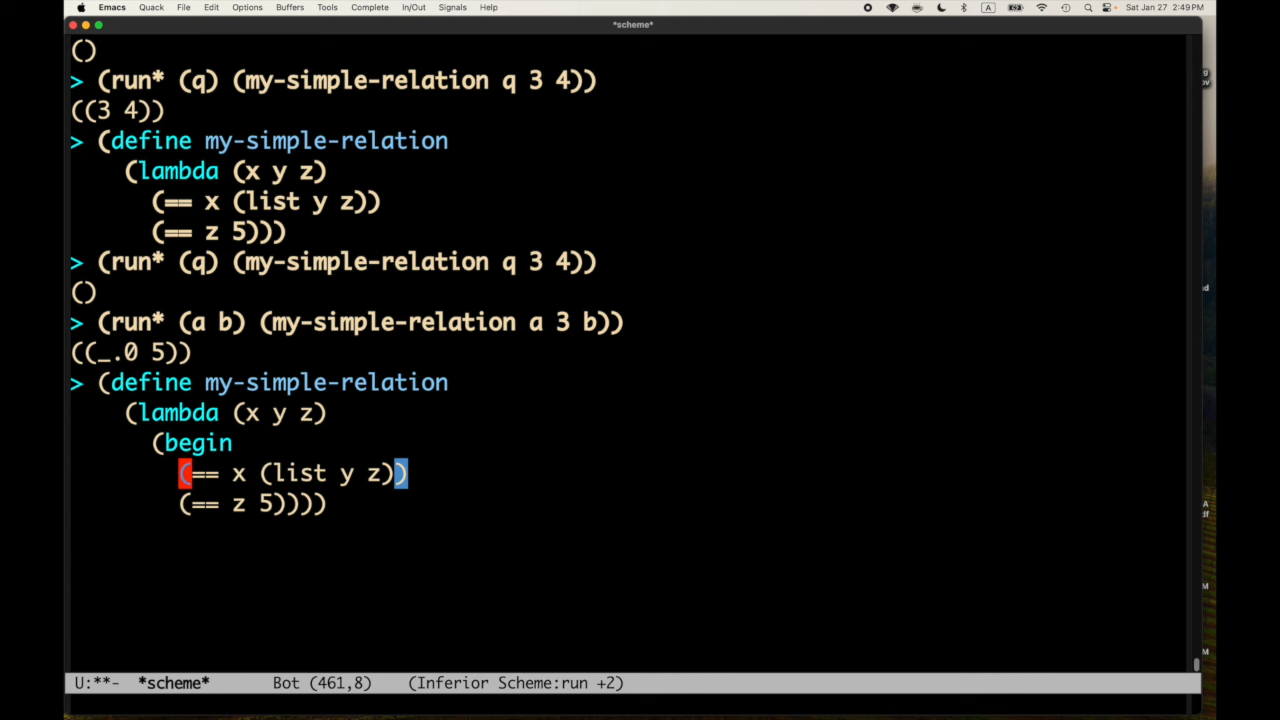 Emacs Quack File Edit Options Buffers Tools Complete In/Out Signals Help A Sat Jan 27 2:49 PM
*scheme*
()
> (run* (q) (my-simple-relation q 3 4))
((3 4))
> (define my-simple-relation
(lambda (x y z)
(== x (list y z))
(== z 5)))
> (run* (q) (my-simple-relation q 3 4))
()
> (run* (a b) (my-simple-relation a 3 b))
((_.0 5))
> (define my-simple-relation
(lambda (x y z)
(begin
(== x (list y z))
(== z 5))))
U:**- *scheme* Bot (461,8) (Inferior Scheme:run +2)